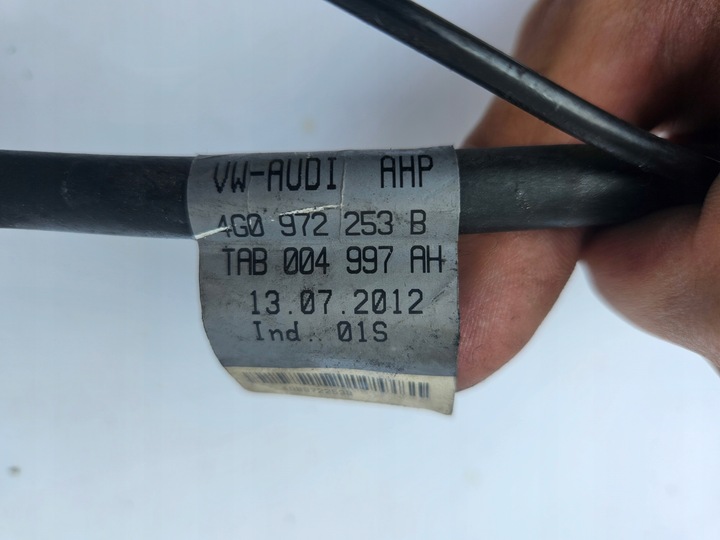 VW-AUDI AHP
4G0 972 253 B
TAB 004 997 AH
13.07.2012
Ind. 01S